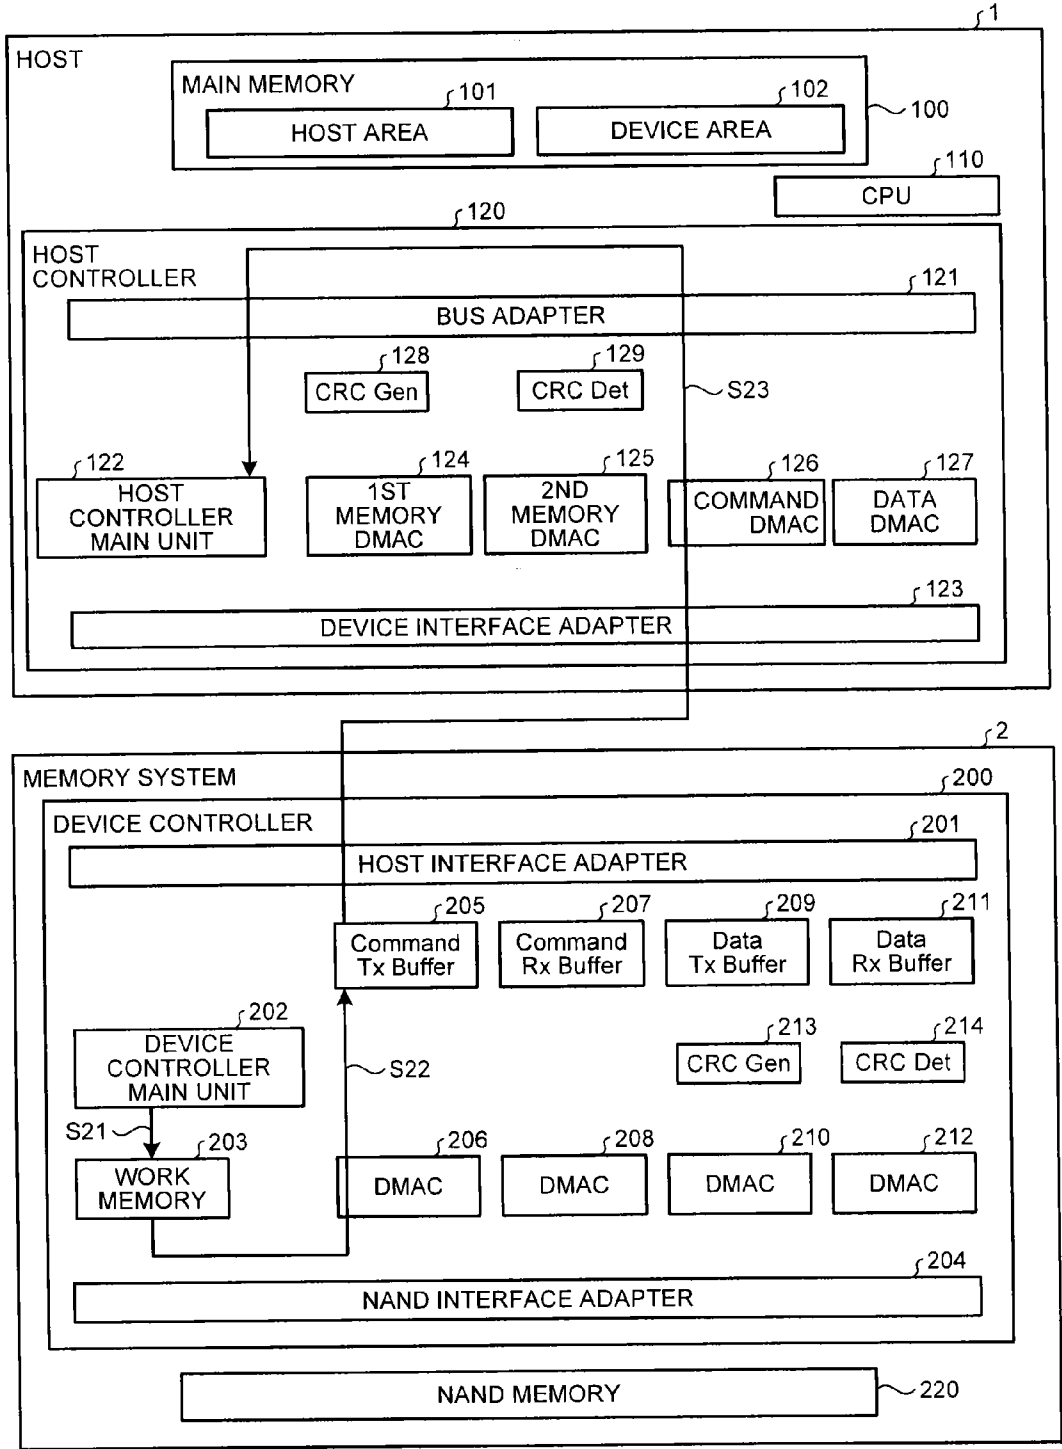 1
HOST
MAIN MEMORY
101
102
100
HOST AREA
DEVICE AREA
110
CPU
120
HOST
CONTROLLER
121
BUS ADAPTER
128
129
CRC Gen
CRC Det
S23
122
124
125
126
127
HOST
CONTROLLER
MAIN UNIT
1ST
MEMORY
DMAC
2ND
MEMORY
DMAC
COMMAND
DMAC
DATA
DMAC
123
DEVICE INTERFACE ADAPTER
2
MEMORY SYSTEM
200
DEVICE CONTROLLER
201
HOST INTERFACE ADAPTER
205
207
209
211
Command
Tx Buffer
Command
Rx Buffer
Data
Tx Buffer
Data
Rx Buffer
202
213
214
DEVICE
CONTROLLER
MAIN UNIT
S22
CRC Gen
CRC Det
S21
203
206
208
210
212
WORK
MEMORY
DMAC
DMAC
DMAC
DMAC
204
NAND INTERFACE ADAPTER
NAND MEMORY
220